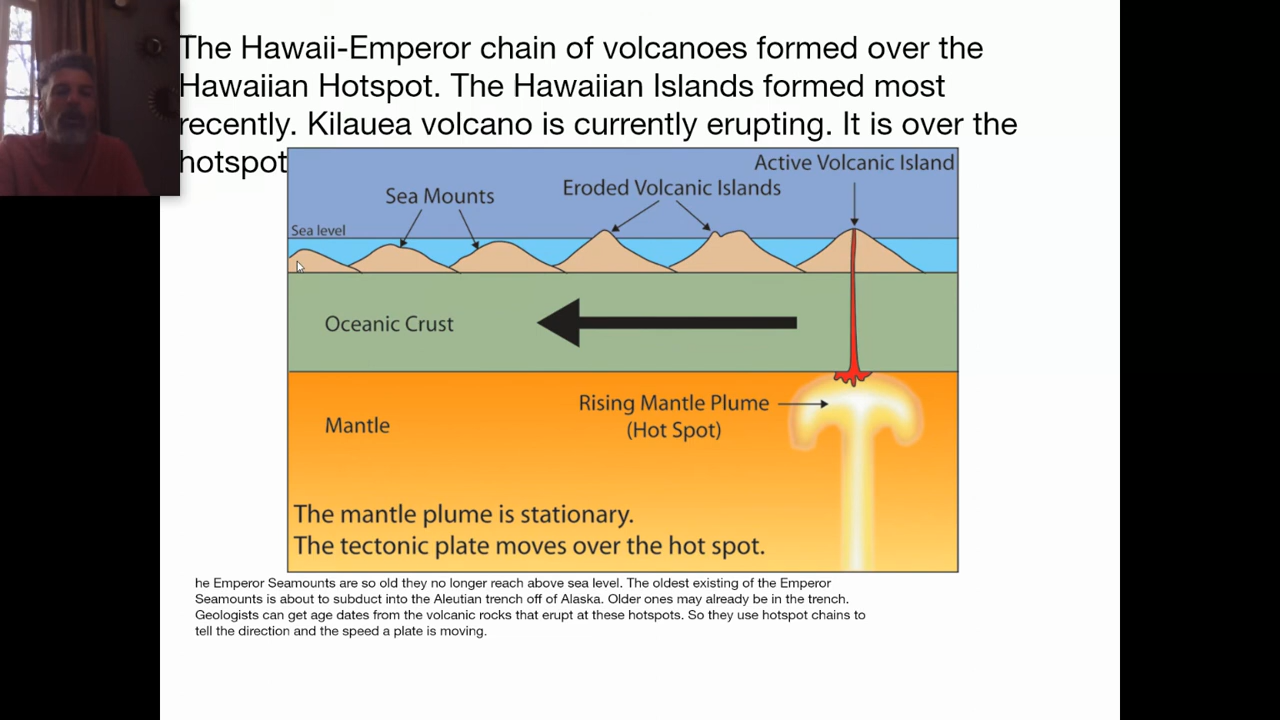 The Hawaii-Emperor chain of volcanoes formed over the
Hawaiian Hotspot. The Hawaiian Islands formed most
recently. Kilauea volcano is currently erupting. It is over the
hotspot
Active Volcanic Island
Eroded Volcanic Islands
Sea Mounts
Sea level
Oceanic Crust
Rising Mantle Plume
(Hot Spot)
Mantle
The mantle plume is stationary.
The tectonic plate moves over the hot spot.
he Emperor Seamounts are so old they no longer reach above sea level. The oldest existing of the Emperor
Seamounts is about to subduct into the Aleutian trench off of Alaska. Older ones may already be in the trench.
Geologists can get age dates from the volcanic rocks that erupt at these hotspots. So they use hotspot chains to
tell the direction and the speed a plate is moving.